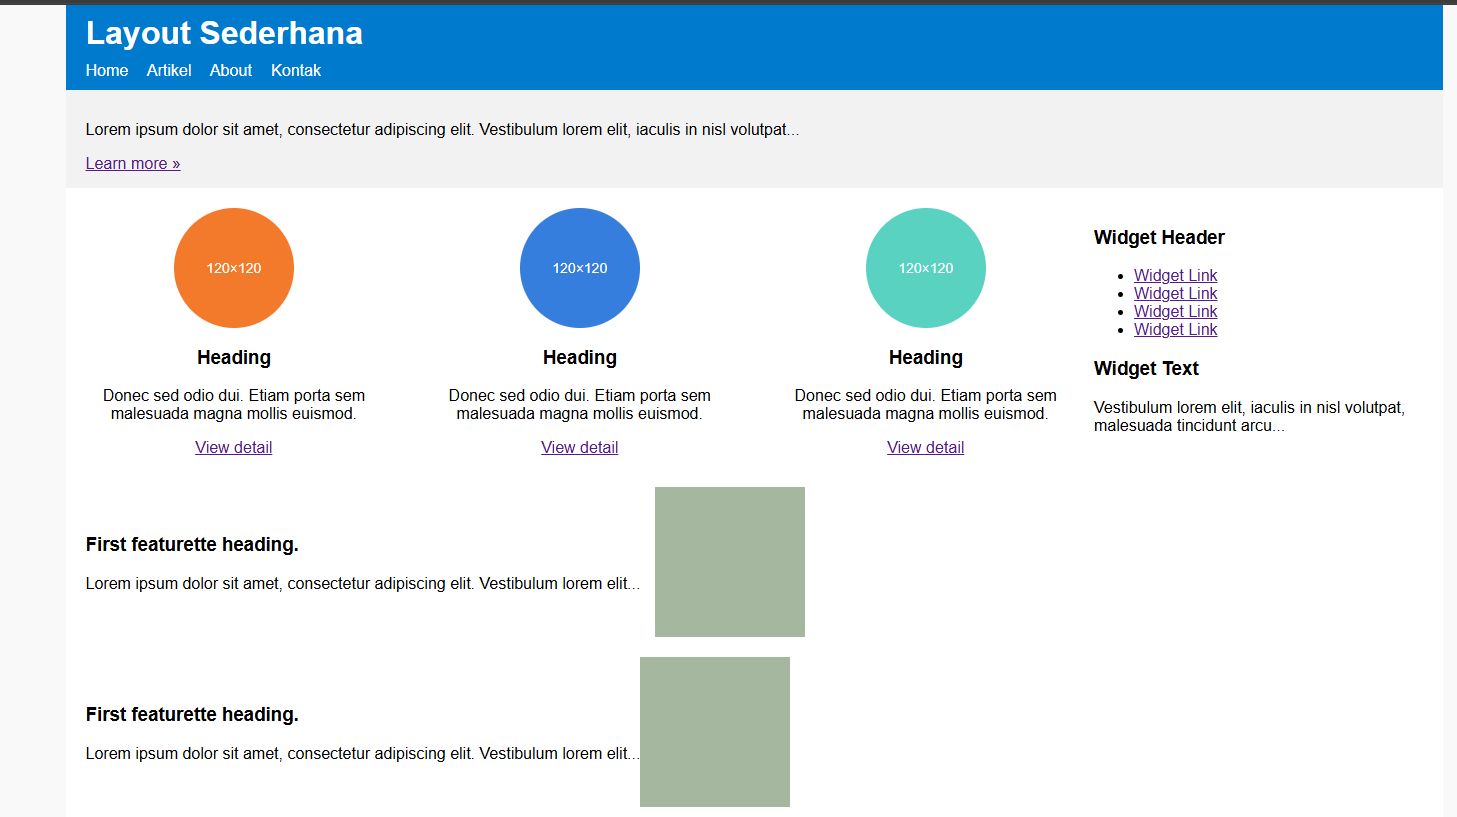 Layout Sederhana
Home Artikel About Kontak
Lorem ipsum dolor sit amet, consectetur adipiscing elit. Vestibulum lorem elit, iaculis in nisl volutpat...
Learn more »
120×120
Heading
Donec sed odio dui. Etiam porta sem
malesuada magna mollis euismod.
View detail
120×120
Heading
Donec sed odio dui. Etiam porta sem
malesuada magna mollis euismod.
View detail
120×120
Heading
Donec sed odio dui. Etiam porta sem
malesuada magna mollis euismod.
View detail
Widget Header
• Widget Link
• Widget Link
• Widget Link
• Widget Link
Widget Text
Vestibulum lorem elit, iaculis in nisl volutpat,
malesuada tincidunt arcu...
First featurette heading.
Lorem ipsum dolor sit amet, consectetur adipiscing elit. Vestibulum lorem elit...
First featurette heading.
Lorem ipsum dolor sit amet, consectetur adipiscing elit. Vestibulum lorem elit...